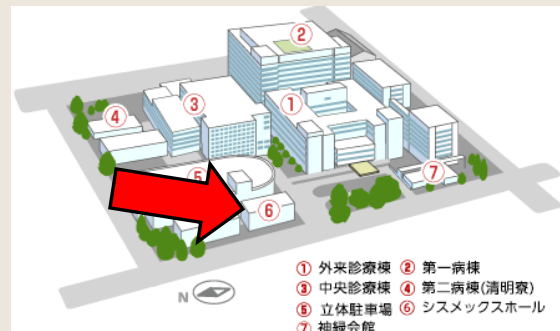 ②
①
③
④
⑤
⑥
⑦
N
① 外来診療棟 ② 第一病棟
③ 中央診療棟 ④ 第二病棟(清明寮)
⑤ 立体駐車場 ⑥ シスメックスホール
⑦ 神緑会館